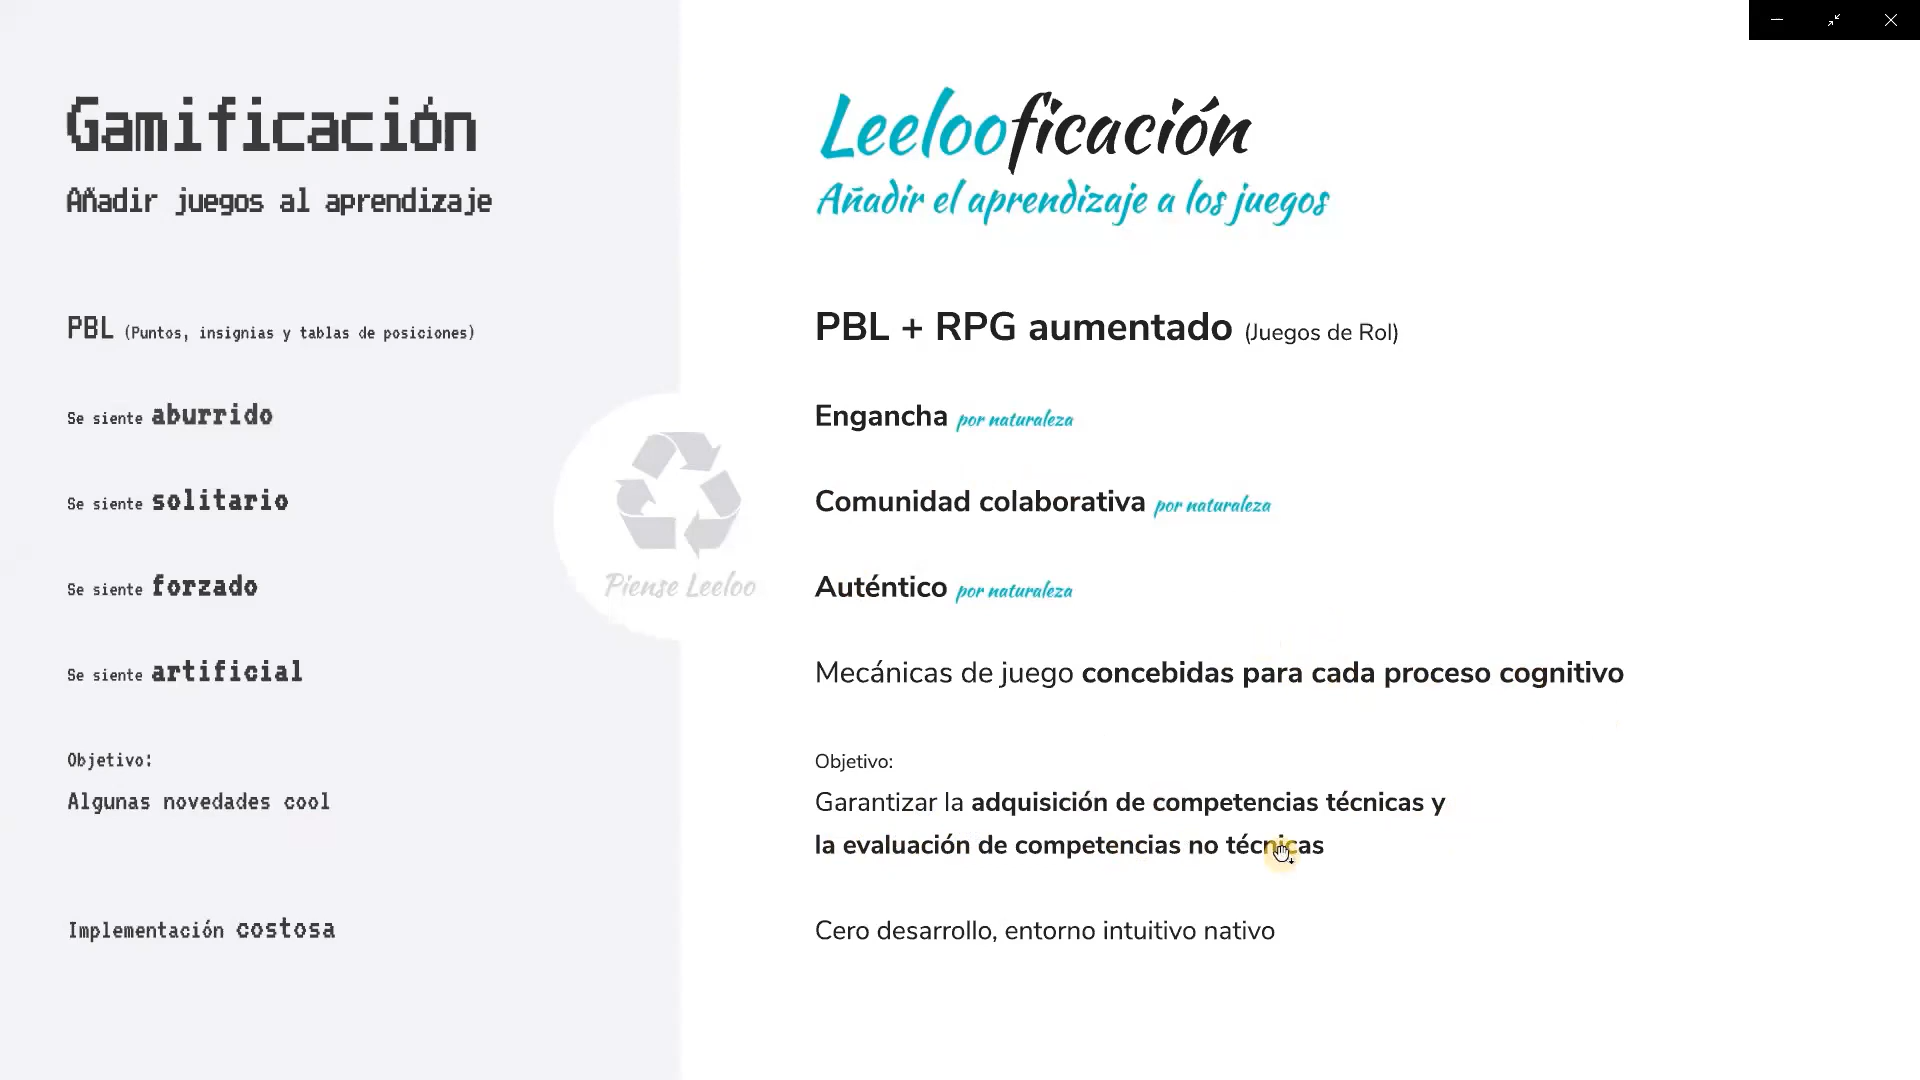 Gamificación
Añadir juegos al aprendizaje
PBL (Puntos, insignias y tablas de posiciones)
Se siente aburrido
Se siente solitario
Se siente forzado
Se siente artificial
Objetivo:
Algunas novedades cool
Implementación costosa
Piense Leeloo
Leelooficación
Añadir el aprendizaje a los juegos
PBL + RPG aumentado (Juegos de Rol)
Engancha por naturaleza
Comunidad colaborativa por naturaleza
Auténtico por naturaleza
Mecánicas de juego concebidas para cada proceso cognitivo
Objetivo:
Garantizar la adquisición de competencias técnicas y
la evaluación de competencias no técnicas
Cero desarrollo, entorno intuitivo nativo